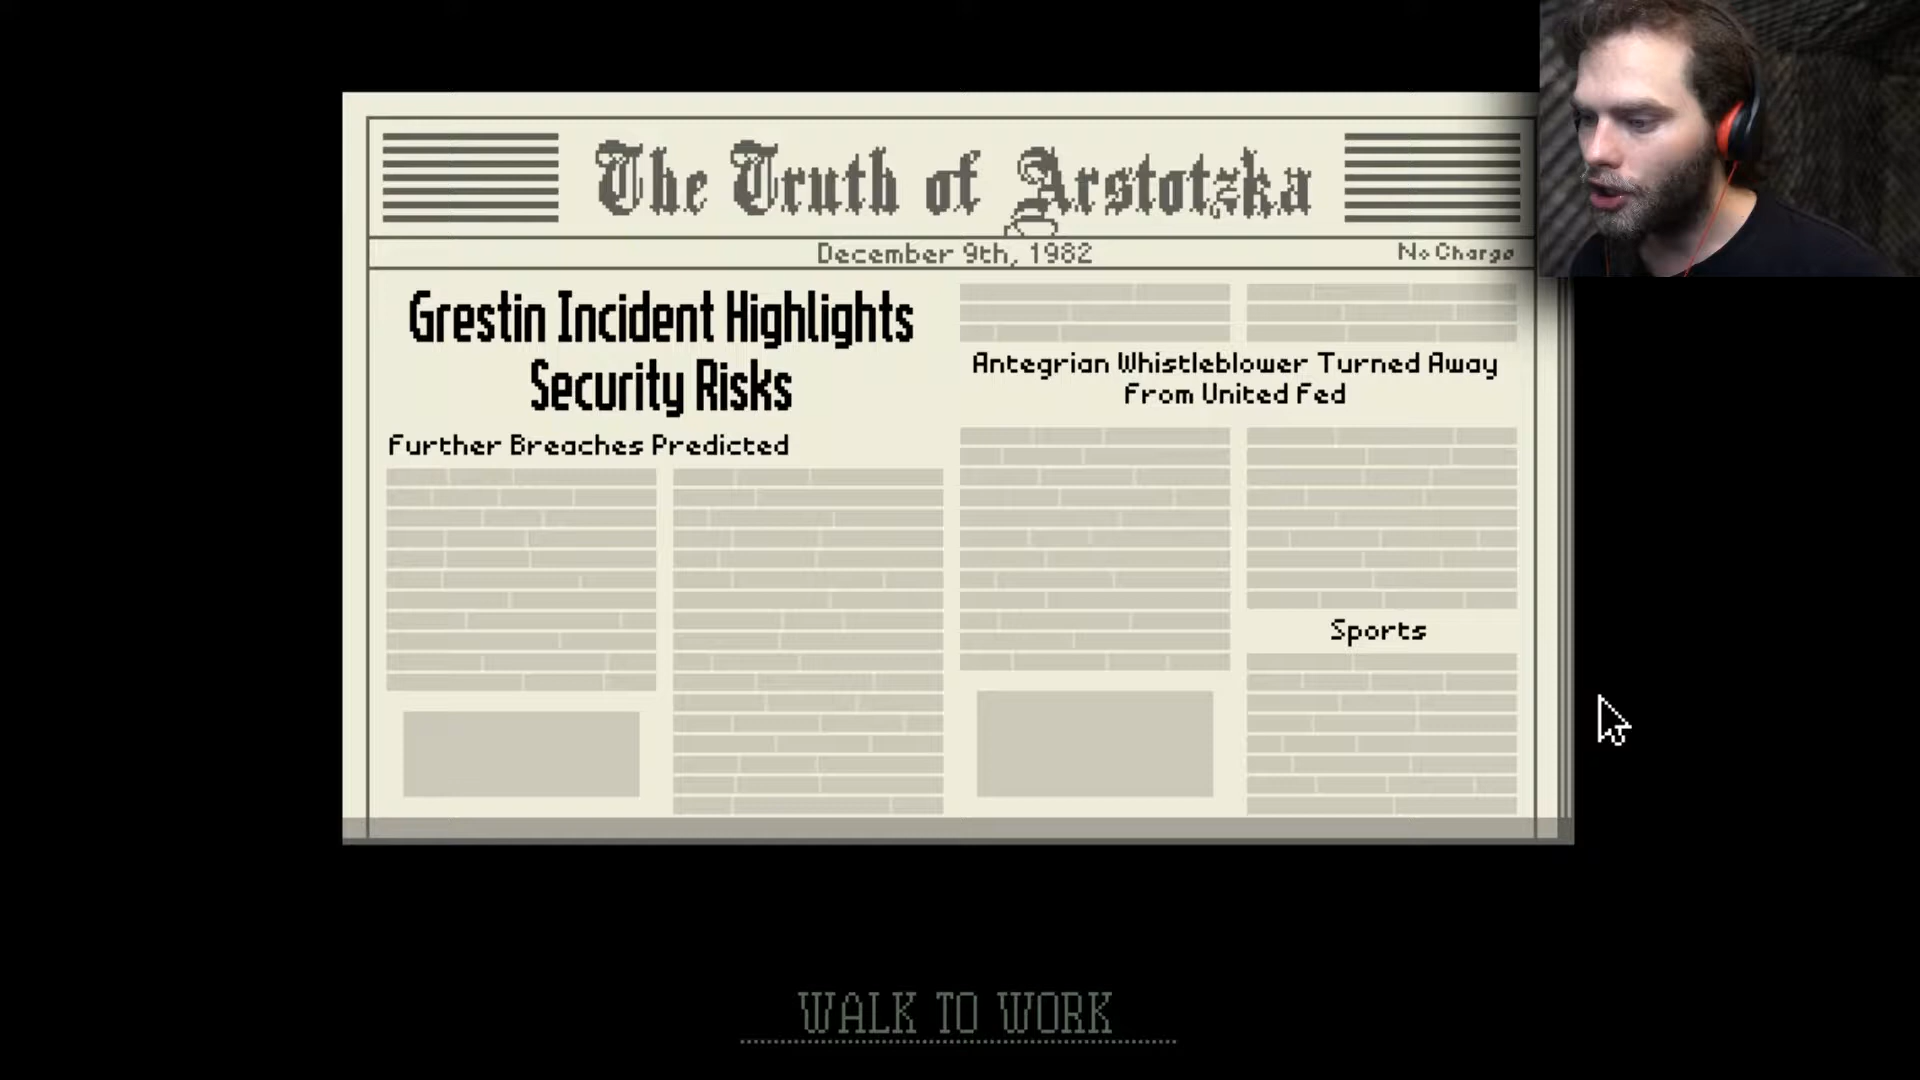 The Truth of Arstotzka
December 9th, 1982
No Charge
Grestin Incident Highlights
Security Risks
Further Breaches Predicted
Antegrian Whistleblower Turned Away
From United Fed
Sports
WALK TO WORK